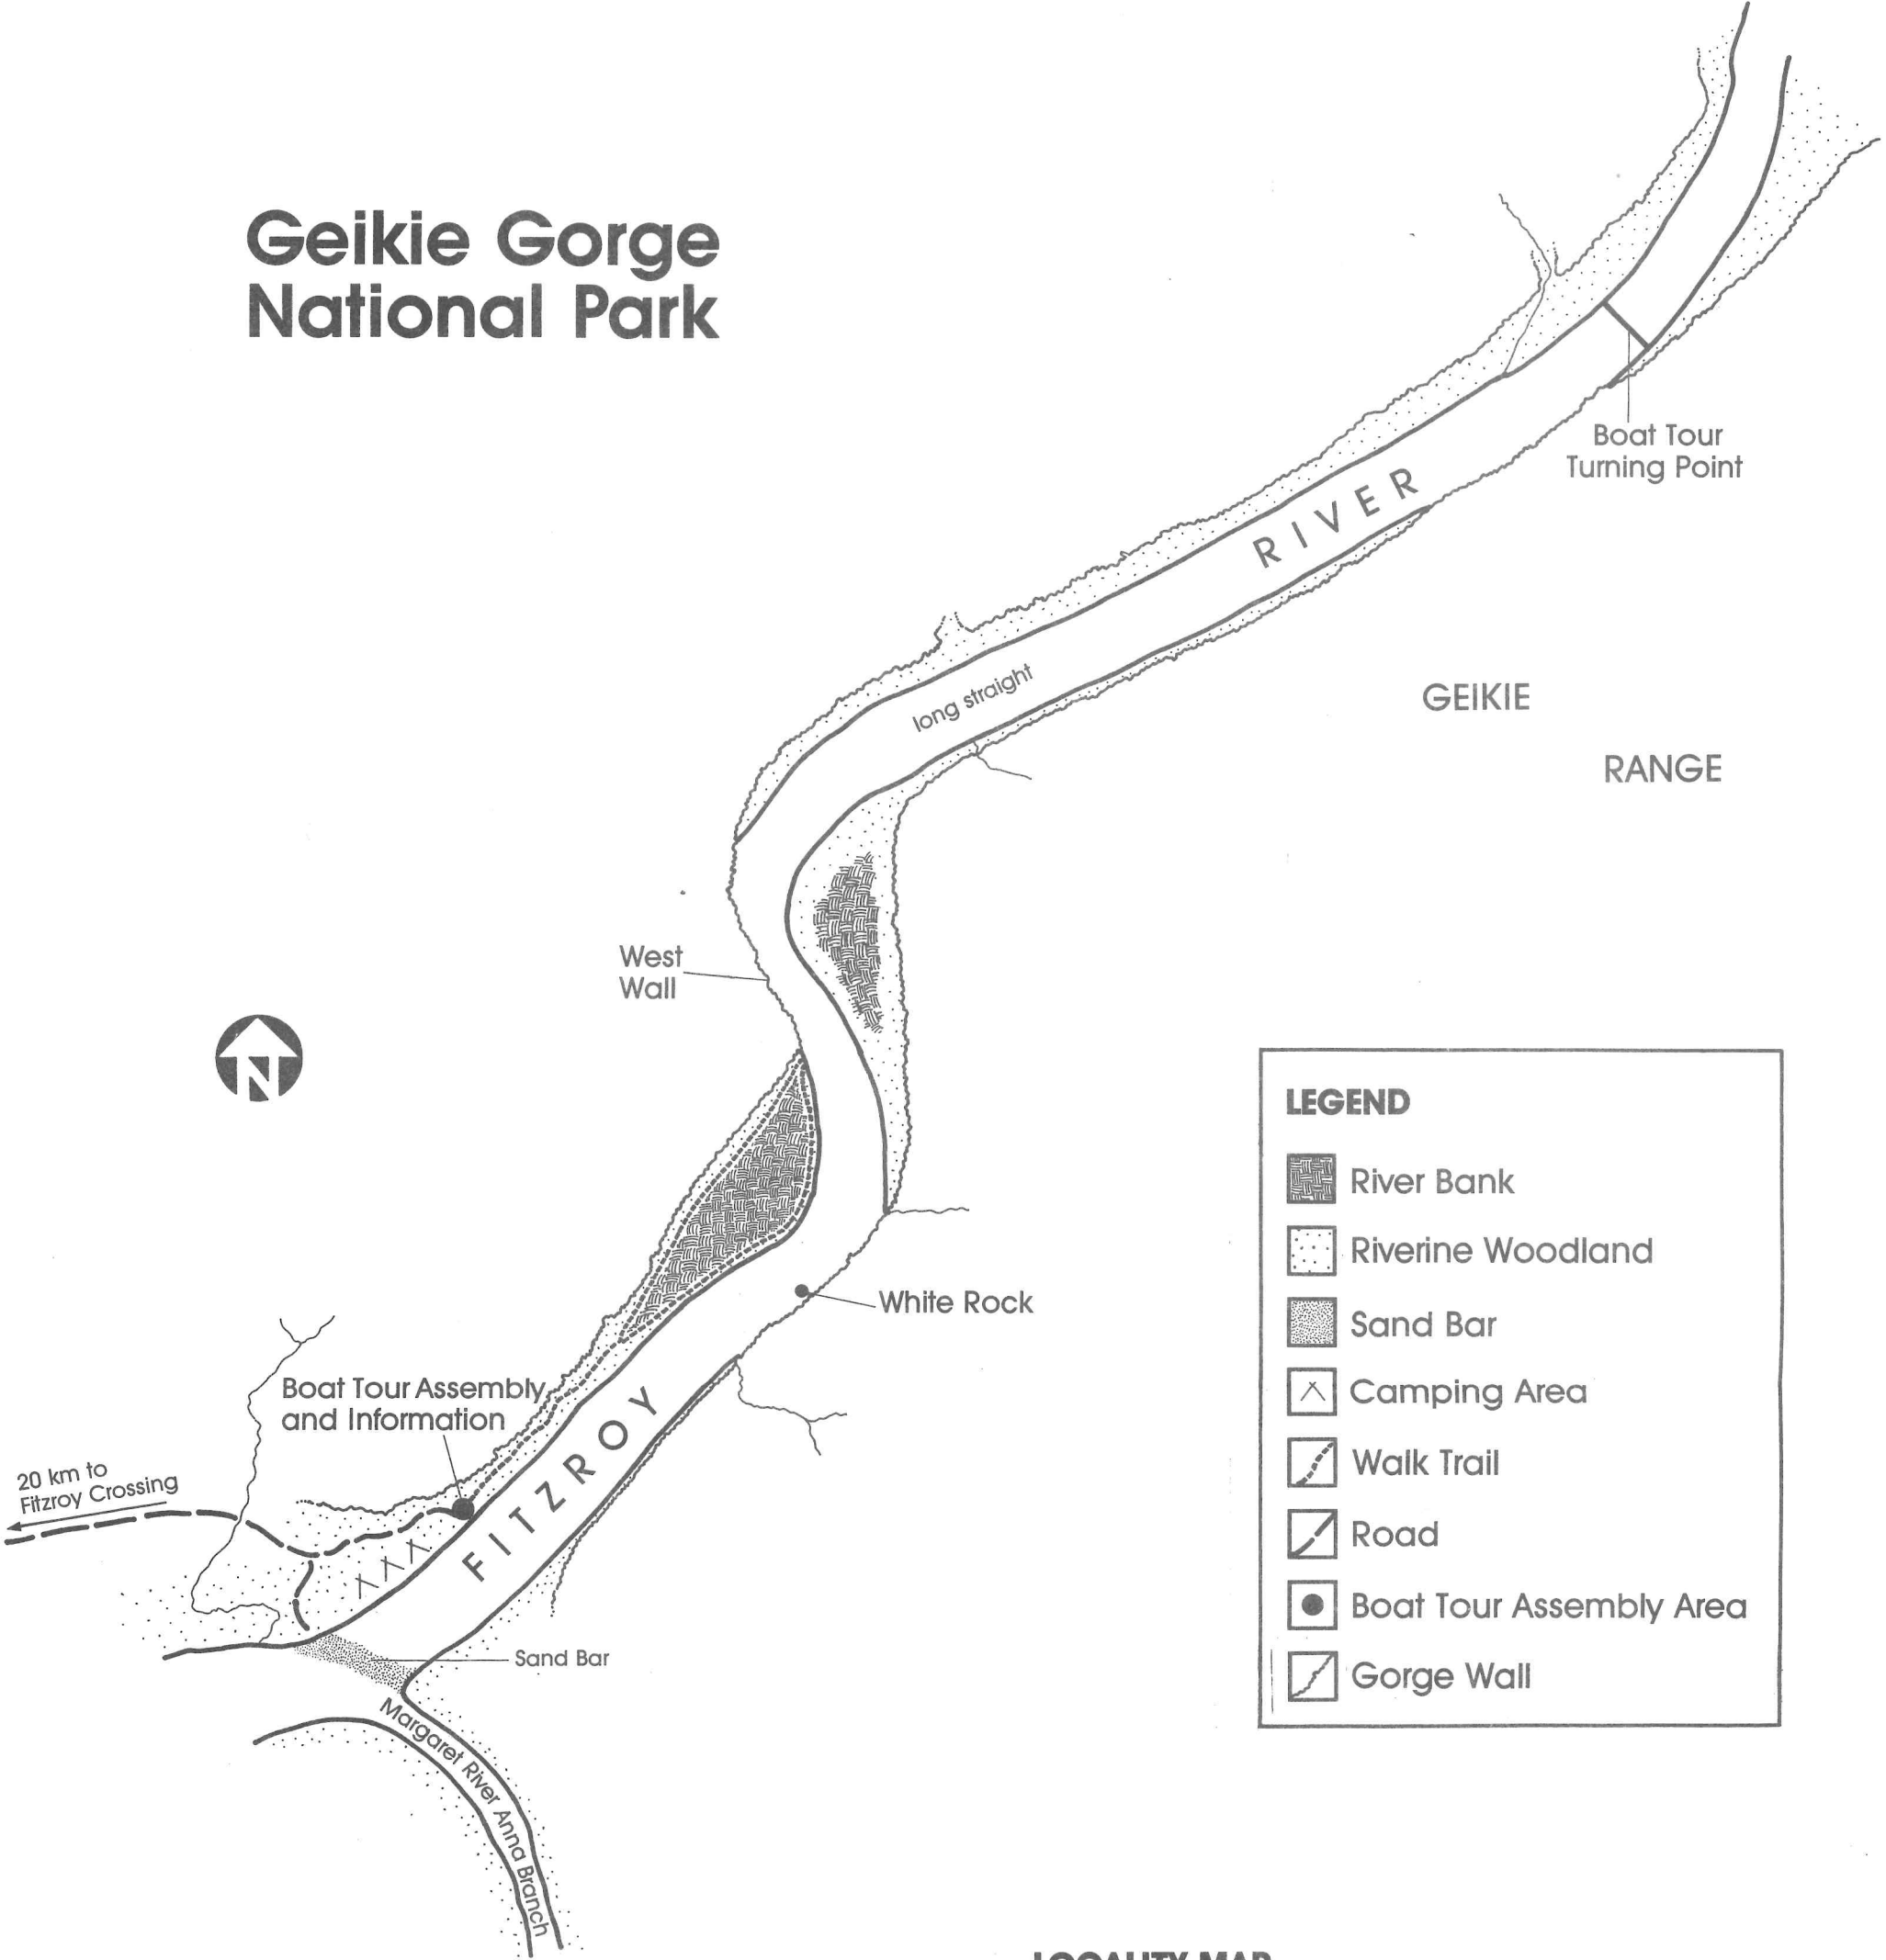 Geikie Gorge
National Park
Boat Tour
Turning Point
RIVER
long straight
GEIKIE
RANGE
West
Wall
N
White Rock
Boat Tour Assembly
and Information
20 km to
Fitzroy Crossing
FITZROY
Sand Bar
Margaret River Anna Branch
LEGEND
River Bank
Riverine Woodland
Sand Bar
Camping Area
Walk Trail
Road
Boat Tour Assembly Area
Gorge Wall
LOCALITY MAP